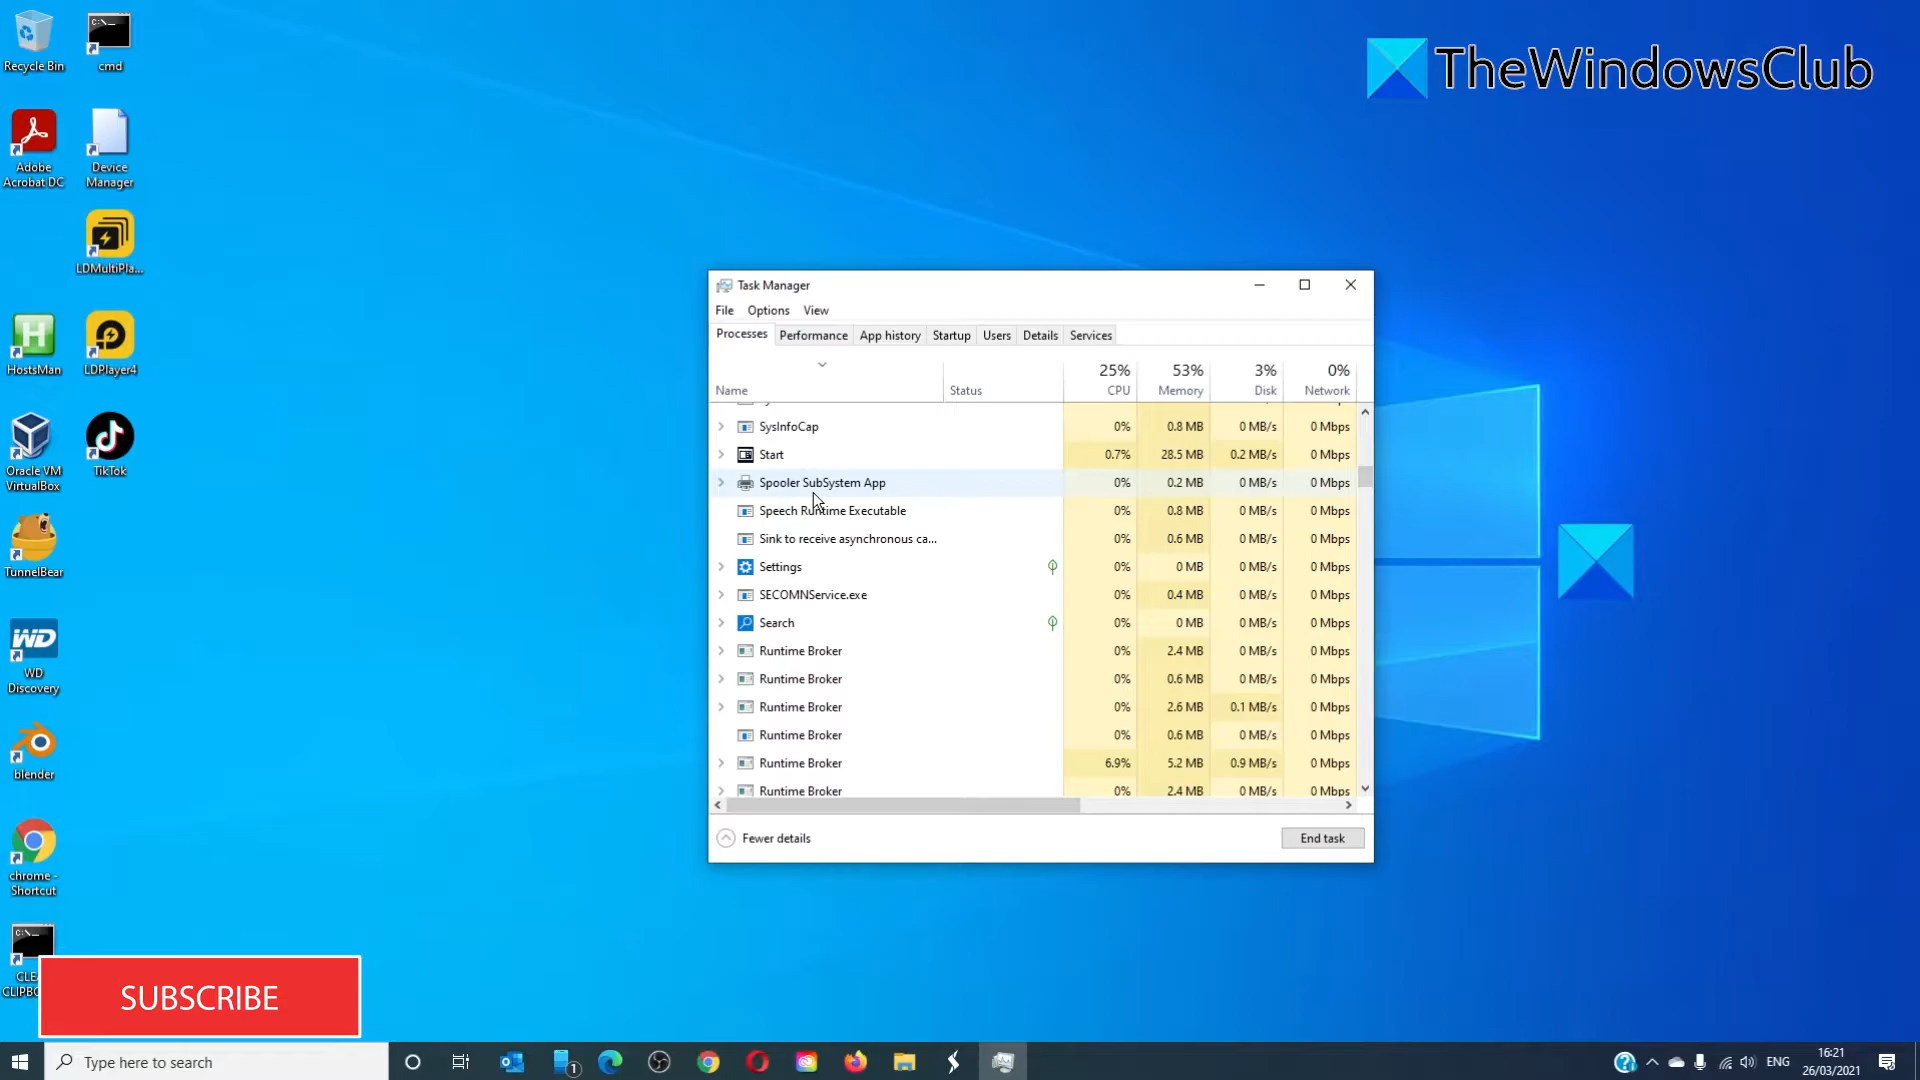 Recycle Bin
cmd
TheWindowsClub
Adobe
Acrobat DC
Device
Manager
LDMultiPla...
HostsMan
LDPlayer4
Oracle VM
VirtualBox
TikTok
TunnelBear
WD
WD
Discovery
blender
chrome -
Shortcut
SUBSCRIBE
Task Manager
File Options View
Processes Performance App history Startup Users Details Services
25% 53% 3% 0%
Name Status CPU Memory Disk Network
SysInfoCap 0% 0.8 MB 0 MB/s 0 Mbps
Start 0.7% 28.5 MB 0.2 MB/s 0 Mbps
Spooler SubSystem App 0% 0.2 MB 0 MB/s 0 Mbps
Speech Runtime Executable 0% 0.8 MB 0 MB/s 0 Mbps
Sink to receive asynchronous ca... 0% 0.6 MB 0 MB/s 0 Mbps
Settings 0% 0 MB 0 MB/s 0 Mbps
SECOMNService.exe 0% 0.4 MB 0 MB/s 0 Mbps
Search 0% 0 MB 0 MB/s 0 Mbps
Runtime Broker 0% 2.4 MB 0 MB/s 0 Mbps
Runtime Broker 0% 0.6 MB 0 MB/s 0 Mbps
Runtime Broker 0% 2.6 MB 0.1 MB/s 0 Mbps
Runtime Broker 0% 0.6 MB 0 MB/s 0 Mbps
Runtime Broker 6.9% 5.2 MB 0.9 MB/s 0 Mbps
Runtime Broker 0% 2.4 MB 0 MB/s 0 Mbps
Fewer details End task
Type here to search
1
ENG
16:21
26/03/2021